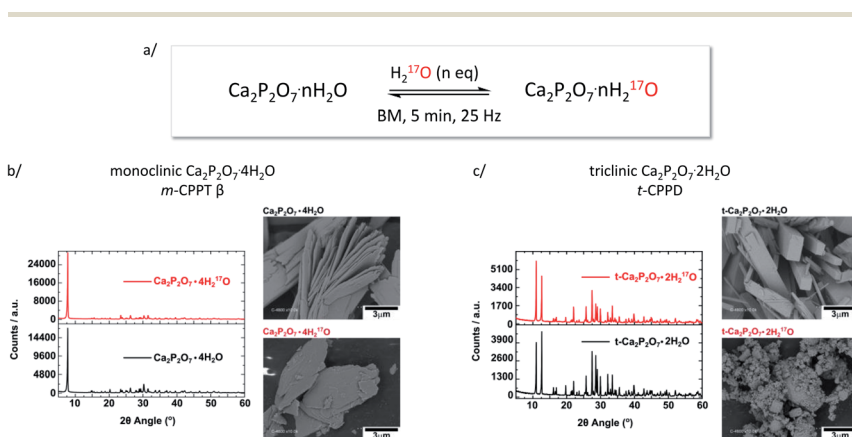 a/
Ca₂P₂O₇·nH₂O
H₂¹⁷O (n eq)
BM, 5 min, 25 Hz
Ca₂P₂O₇·nH₂¹⁷O
b/
monoclinic Ca₂P₂O₇·4H₂O
m-CPPT β
Counts / a.u.
24000
18000
12000
6000
0
Ca₂P₂O₇•4H₂¹⁷O
14400
9600
4800
0
Ca₂P₂O₇•4H₂O
10 20 30 40 50 60
2θ Angle (°)
Ca₂P₂O₇•4H₂O
3µm
Ca₂P₂O₇•4H₂¹⁷O
3µm
c/
triclinic Ca₂P₂O₇·2H₂O
t-CPPD
Counts / a.u.
5100
3400
1700
0
t-Ca₂P₂O₇•2H₂¹⁷O
3900
2600
1300
0
t-Ca₂P₂O₇•2H₂O
10 20 30 40 50 60
2θ Angle (°)
t-Ca₂P₂O₇•2H₂O
3µm
t-Ca₂P₂O₇•2H₂¹⁷O
3µm